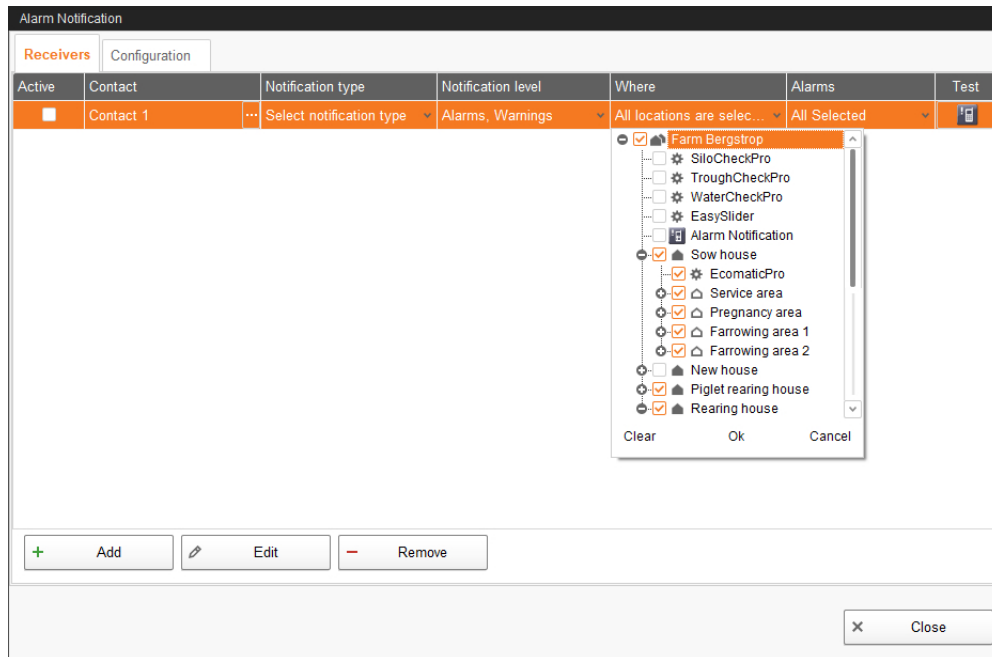 Alarm Notification
Receivers Configuration
Active Contact Notification type Notification level Where Alarms Test
Contact 1 ... Select notification type Alarms, Warnings All locations are selec... All Selected
Farm Bergstrop
SiloCheckPro
TroughCheckPro
WaterCheckPro
EasySlider
Alarm Notification
Sow house
EcomaticPro
Service area
Pregnancy area
Farrowing area 1
Farrowing area 2
New house
Piglet rearing house
Rearing house
Clear Ok Cancel
Add Edit Remove
Close